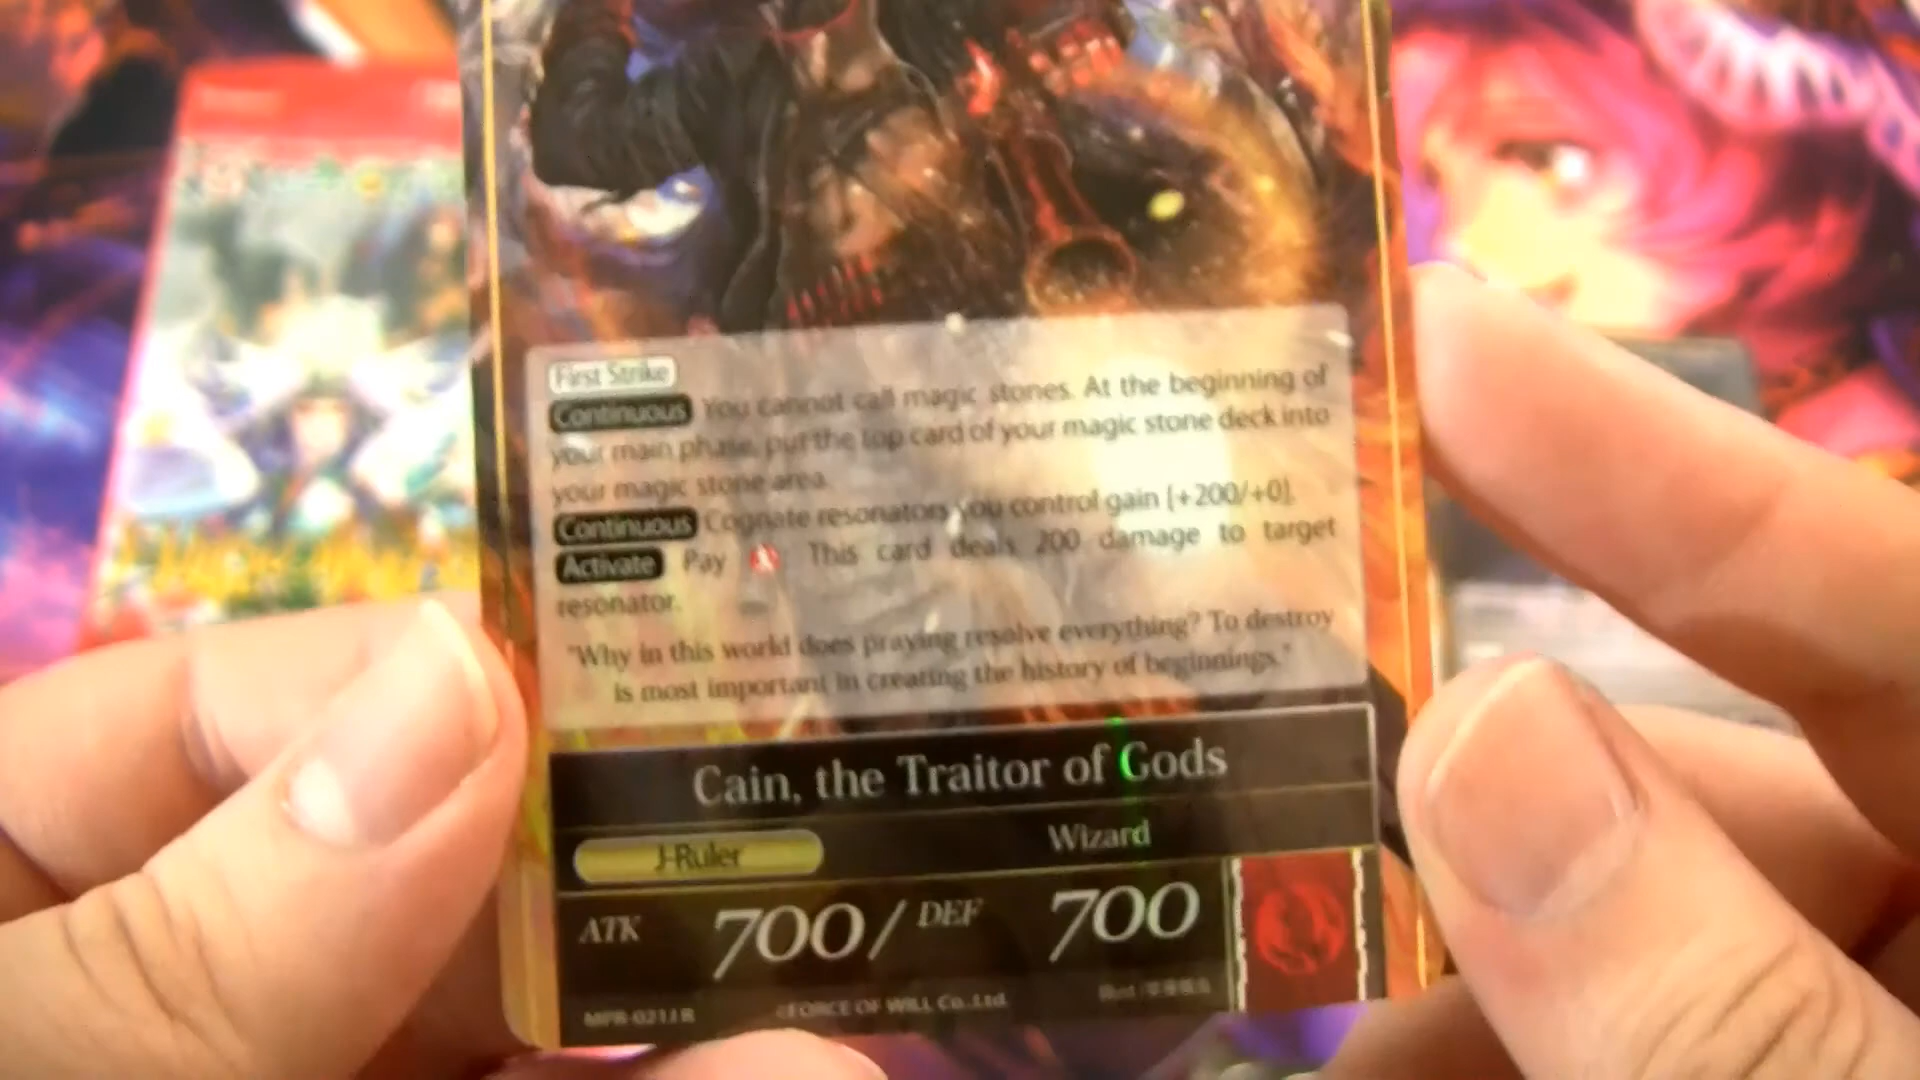 First Strike
Continuous You cannot call magic stones. At the beginning of
your main phase, put the top card of your magic stone deck into
your magic stone area.
Continuous Cognate resonators you control gain [+200/+0].
Activate Pay : This card deals 200 damage to target
resonator.
"Why in this world does praying resolve everything? To destroy
is most important in creating the history of beginnings."
Cain, the Traitor of Gods
J-Ruler Wizard
ATK 700 / DEF 700
MPR-021J R ©FORCE OF WILL Co.,Ltd. Illust